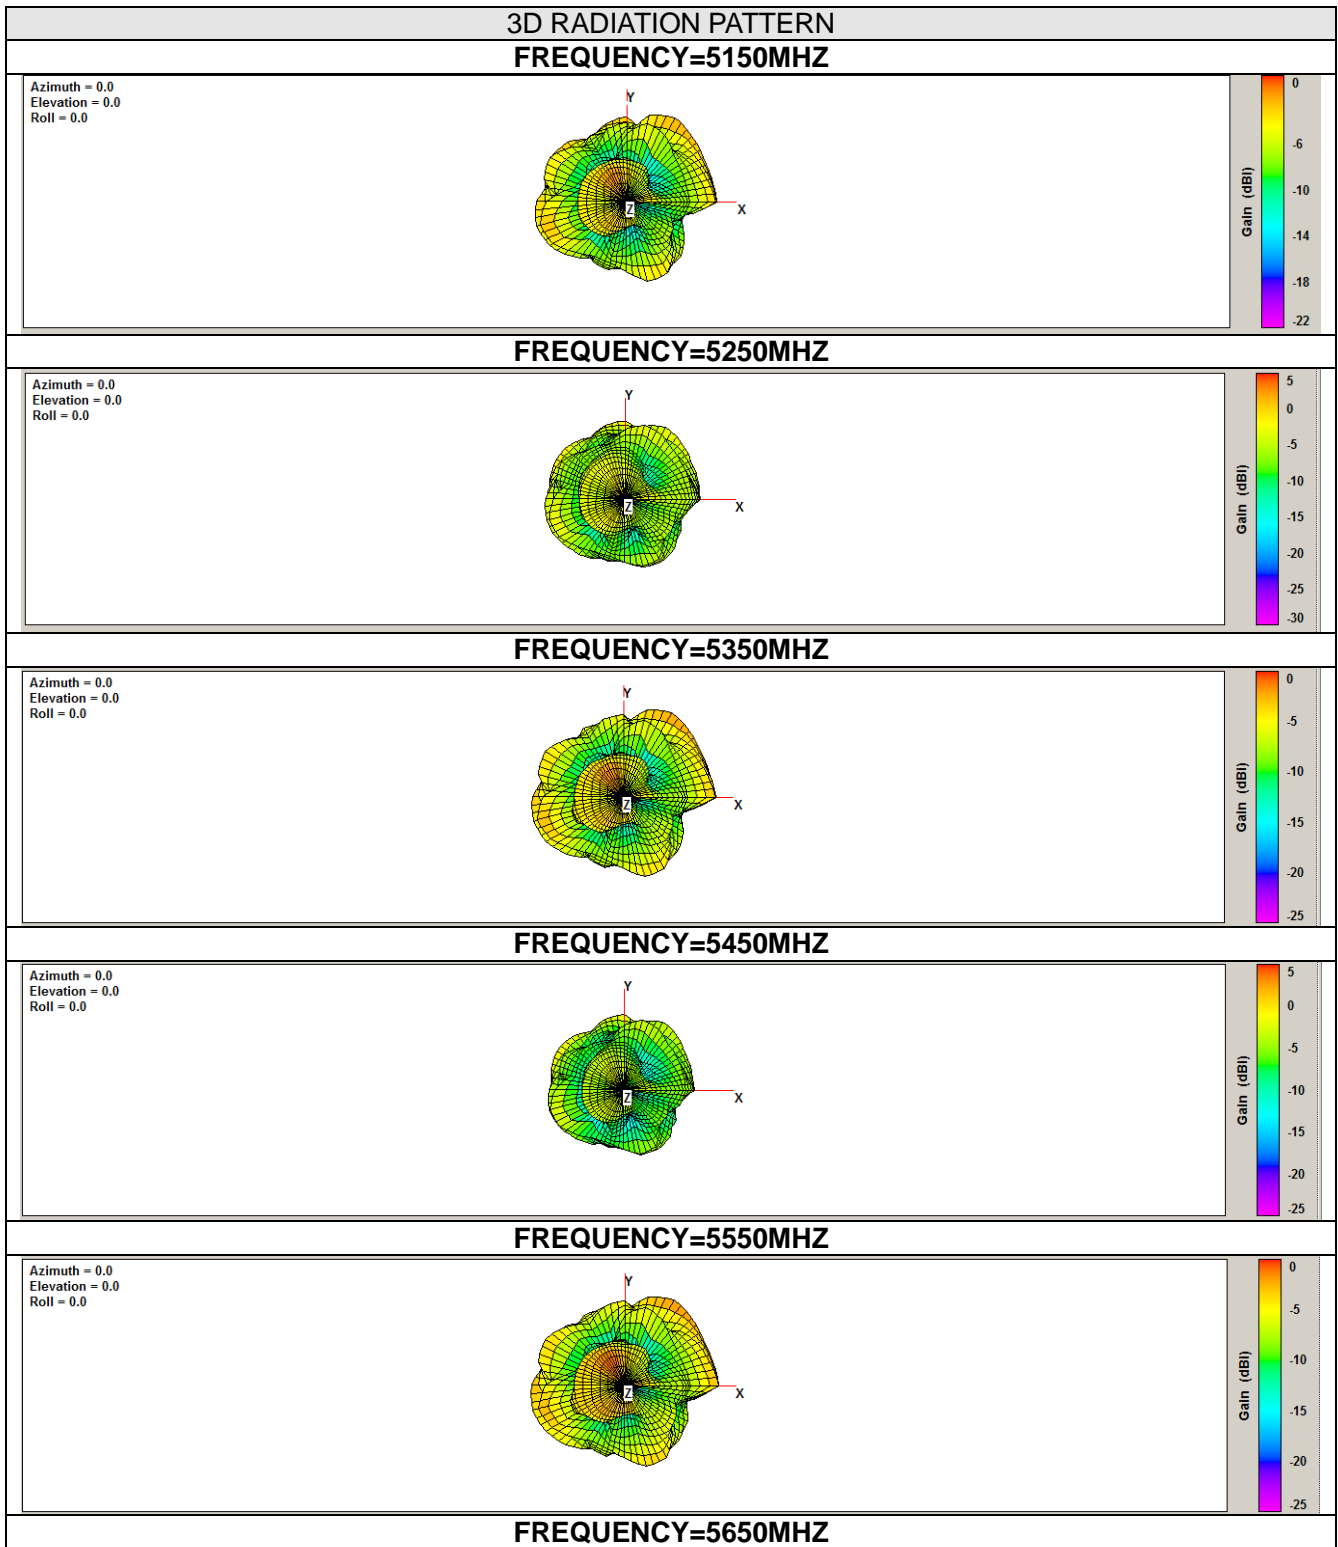 3D RADIATION PATTERN
FREQUENCY=5150MHZ
Azimuth = 0.0
Elevation = 0.0
Roll = 0.0
Y
X
Z
Gain (dBi)
0
-6
-10
-14
-18
-22
FREQUENCY=5250MHZ
Azimuth = 0.0
Elevation = 0.0
Roll = 0.0
Y
X
Z
Gain (dBi)
5
0
-5
-10
-15
-20
-25
-30
FREQUENCY=5350MHZ
Azimuth = 0.0
Elevation = 0.0
Roll = 0.0
Y
X
Z
Gain (dBi)
0
-5
-10
-15
-20
-25
FREQUENCY=5450MHZ
Azimuth = 0.0
Elevation = 0.0
Roll = 0.0
Y
X
Z
Gain (dBi)
5
0
-5
-10
-15
-20
-25
FREQUENCY=5550MHZ
Azimuth = 0.0
Elevation = 0.0
Roll = 0.0
Y
X
Z
Gain (dBi)
0
-5
-10
-15
-20
-25
FREQUENCY=5650MHZ